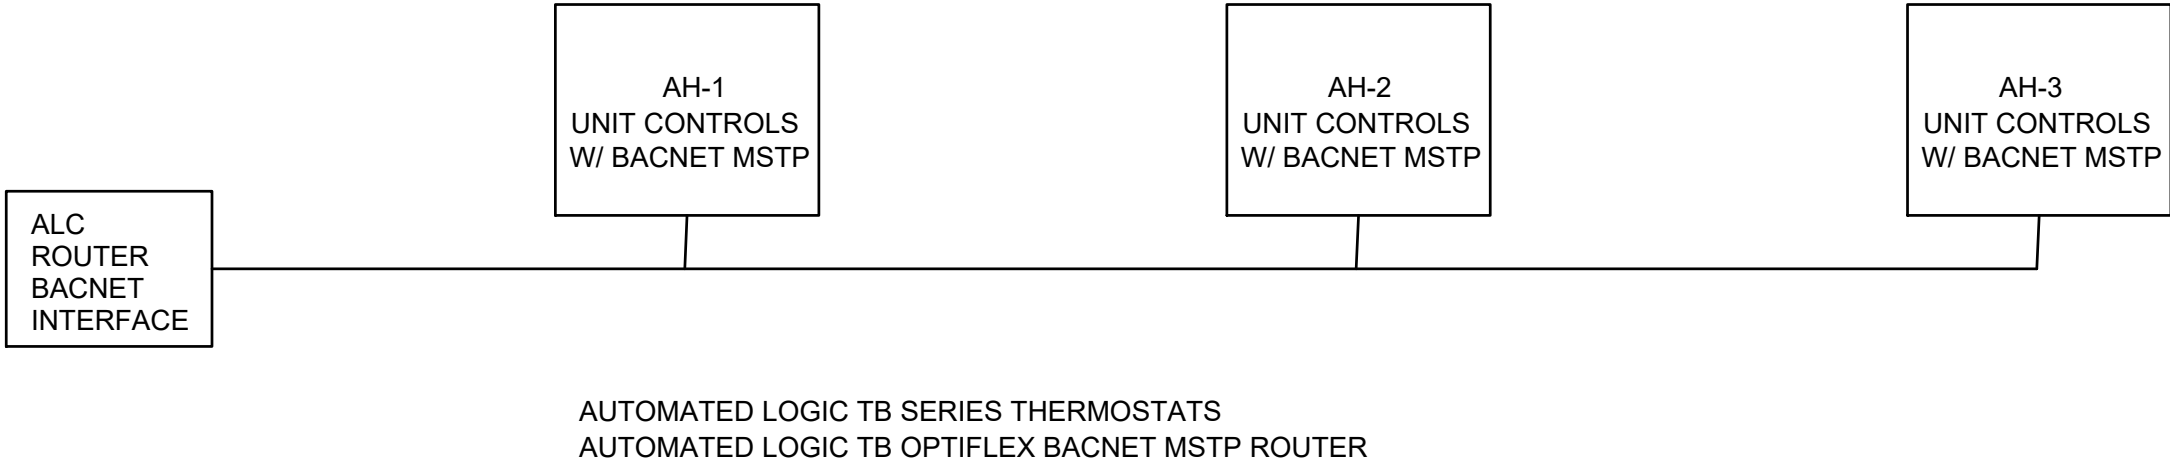 AH-1
UNIT CONTROLS
W/ BACNET MSTP
AH-2
UNIT CONTROLS
W/ BACNET MSTP
AH-3
UNIT CONTROLS
W/ BACNET MSTP
ALC
ROUTER
BACNET
INTERFACE
AUTOMATED LOGIC TB SERIES THERMOSTATS
AUTOMATED LOGIC TB OPTIFLEX BACNET MSTP ROUTER